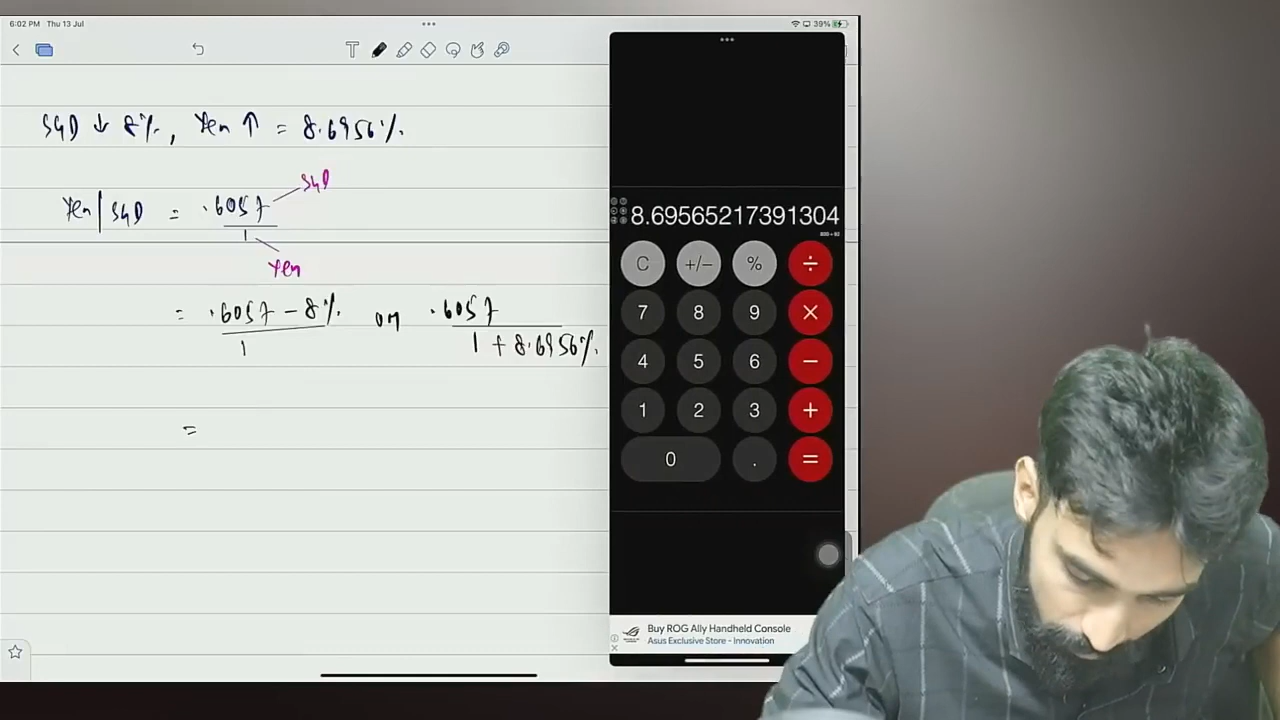 6:02 PM Thu 13 Jul
39%
T
SGD ↓ 8%, Yen ↑ = 8.6956%
Yen | SGD = .6057
SGD
1
Yen
= .6057 - 8% or .6057
1 1 + 8.6956%
=
8.69565217391304
800÷92
C +/− % ÷
7 8 9 ×
4 5 6 −
1 2 3 +
0 . =
Buy ROG Ally Handheld Console
Asus Exclusive Store - Innovation